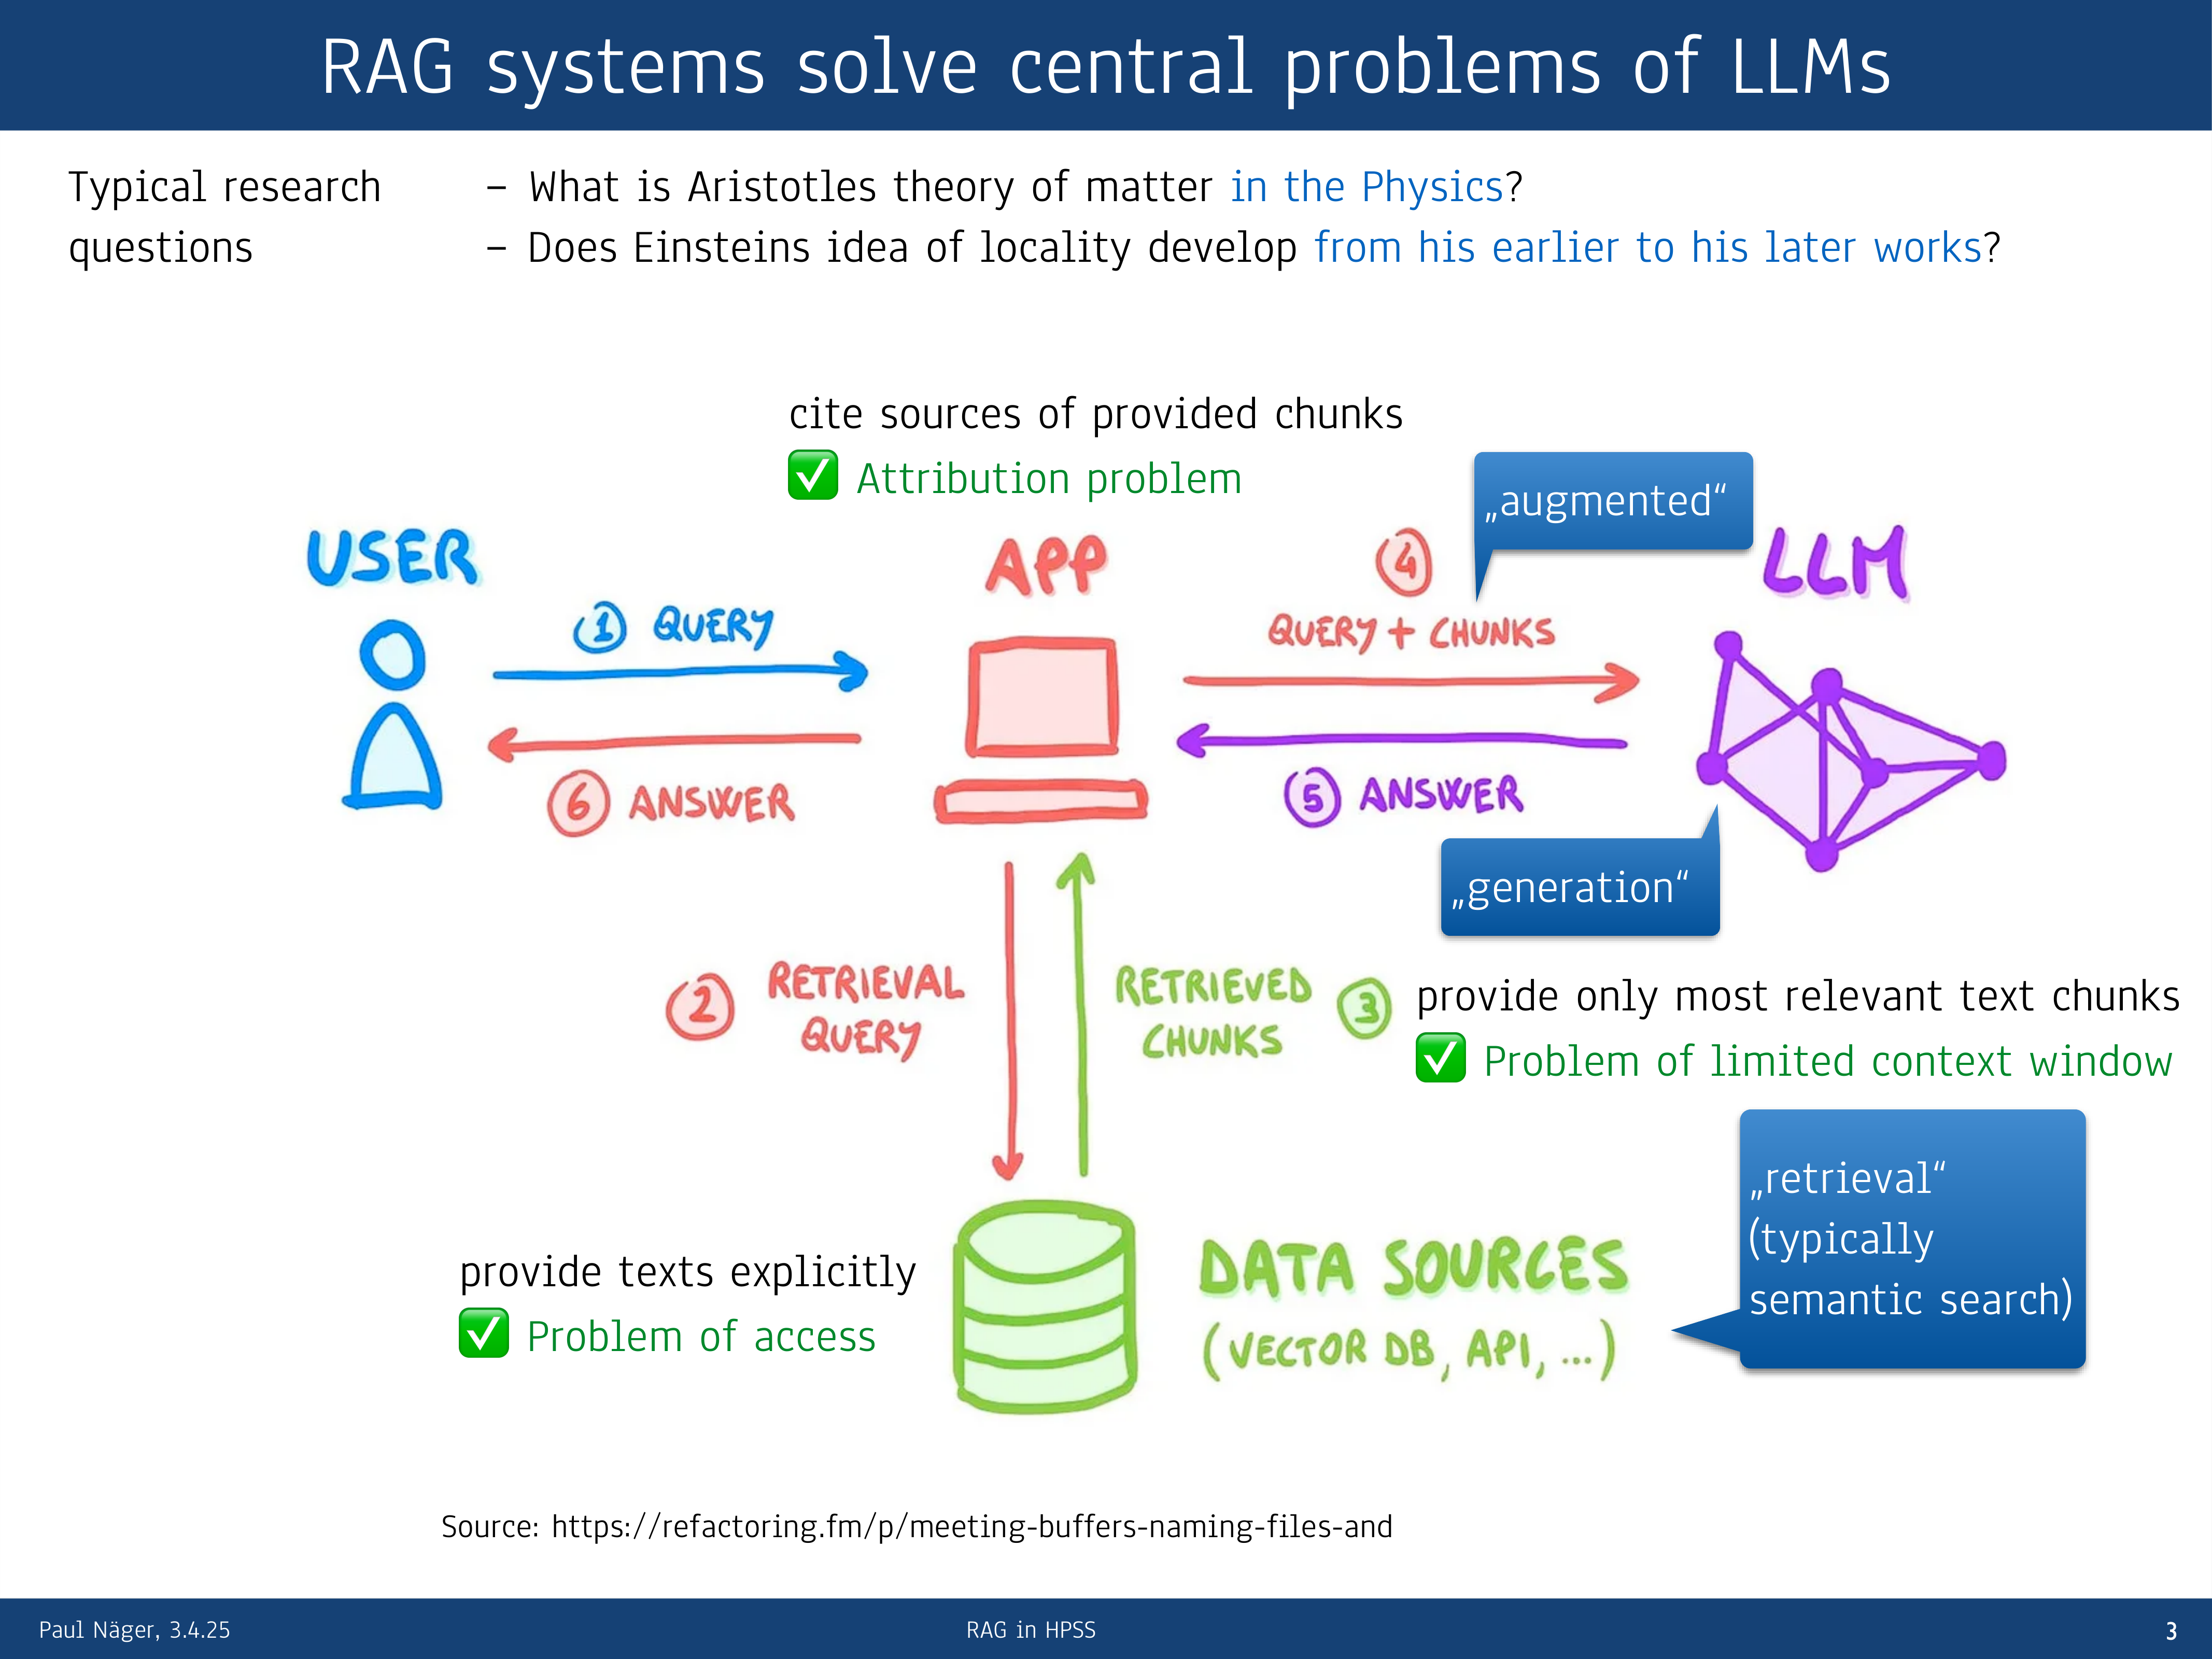 RAG systems solve central problems of LLMs
Typical research
questions
– What is Aristotles theory of matter in the Physics?
– Does Einsteins idea of locality develop from his earlier to his later works?
cite sources of provided chunks
✅ Attribution problem
„augmented“
USER
APP
LLM
1 QUERY
4
QUERY + CHUNKS
6 ANSWER
5 ANSWER
„generation“
2 RETRIEVAL
QUERY
RETRIEVED
CHUNKS
3
provide only most relevant text chunks
✅ Problem of limited context window
„retrieval“
(typically
semantic search)
provide texts explicitly
✅ Problem of access
DATA SOURCES
(VECTOR DB, API, ...)
Source: https://refactoring.fm/p/meeting-buffers-naming-files-and
Paul Näger, 3.4.25
RAG in HPSS
3